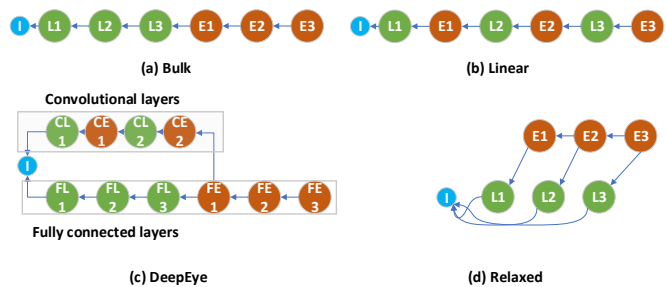 I L1 L2 L3 E1 E2 E3
(a) Bulk
I L1 E1 L2 E2 L3 E3
(b) Linear
Convolutional layers
CL 1 CE 1 CL 2 CE 2
I
FL 1 FL 2 FL 3 FE 1 FE 2 FE 3
Fully connected layers
(c) DeepEye
E1 E2 E3
I L1 L2 L3
(d) Relaxed